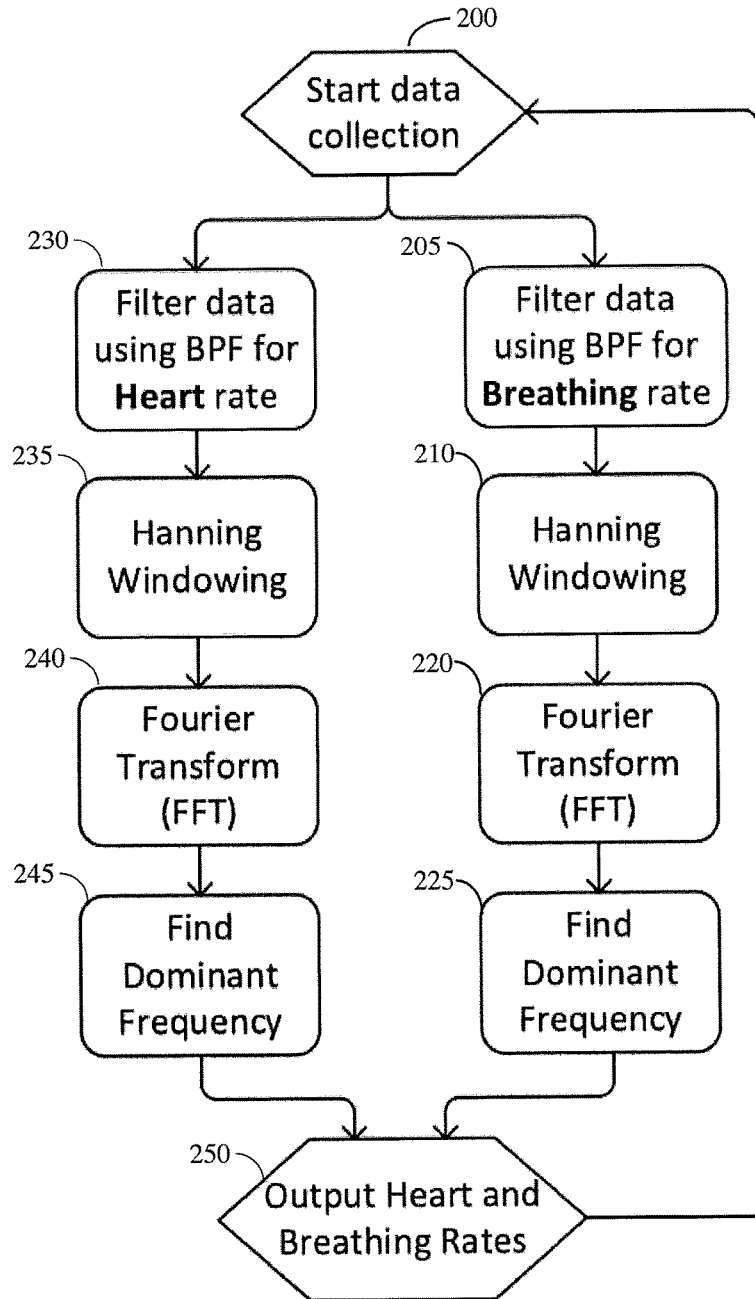 200
Start data
collection
230
Filter data
using BPF for
Heart rate
205
Filter data
using BPF for
Breathing rate
235
Hanning
Windowing
210
Hanning
Windowing
240
Fourier
Transform
(FFT)
220
Fourier
Transform
(FFT)
245
Find
Dominant
Frequency
225
Find
Dominant
Frequency
250
Output Heart and
Breathing Rates